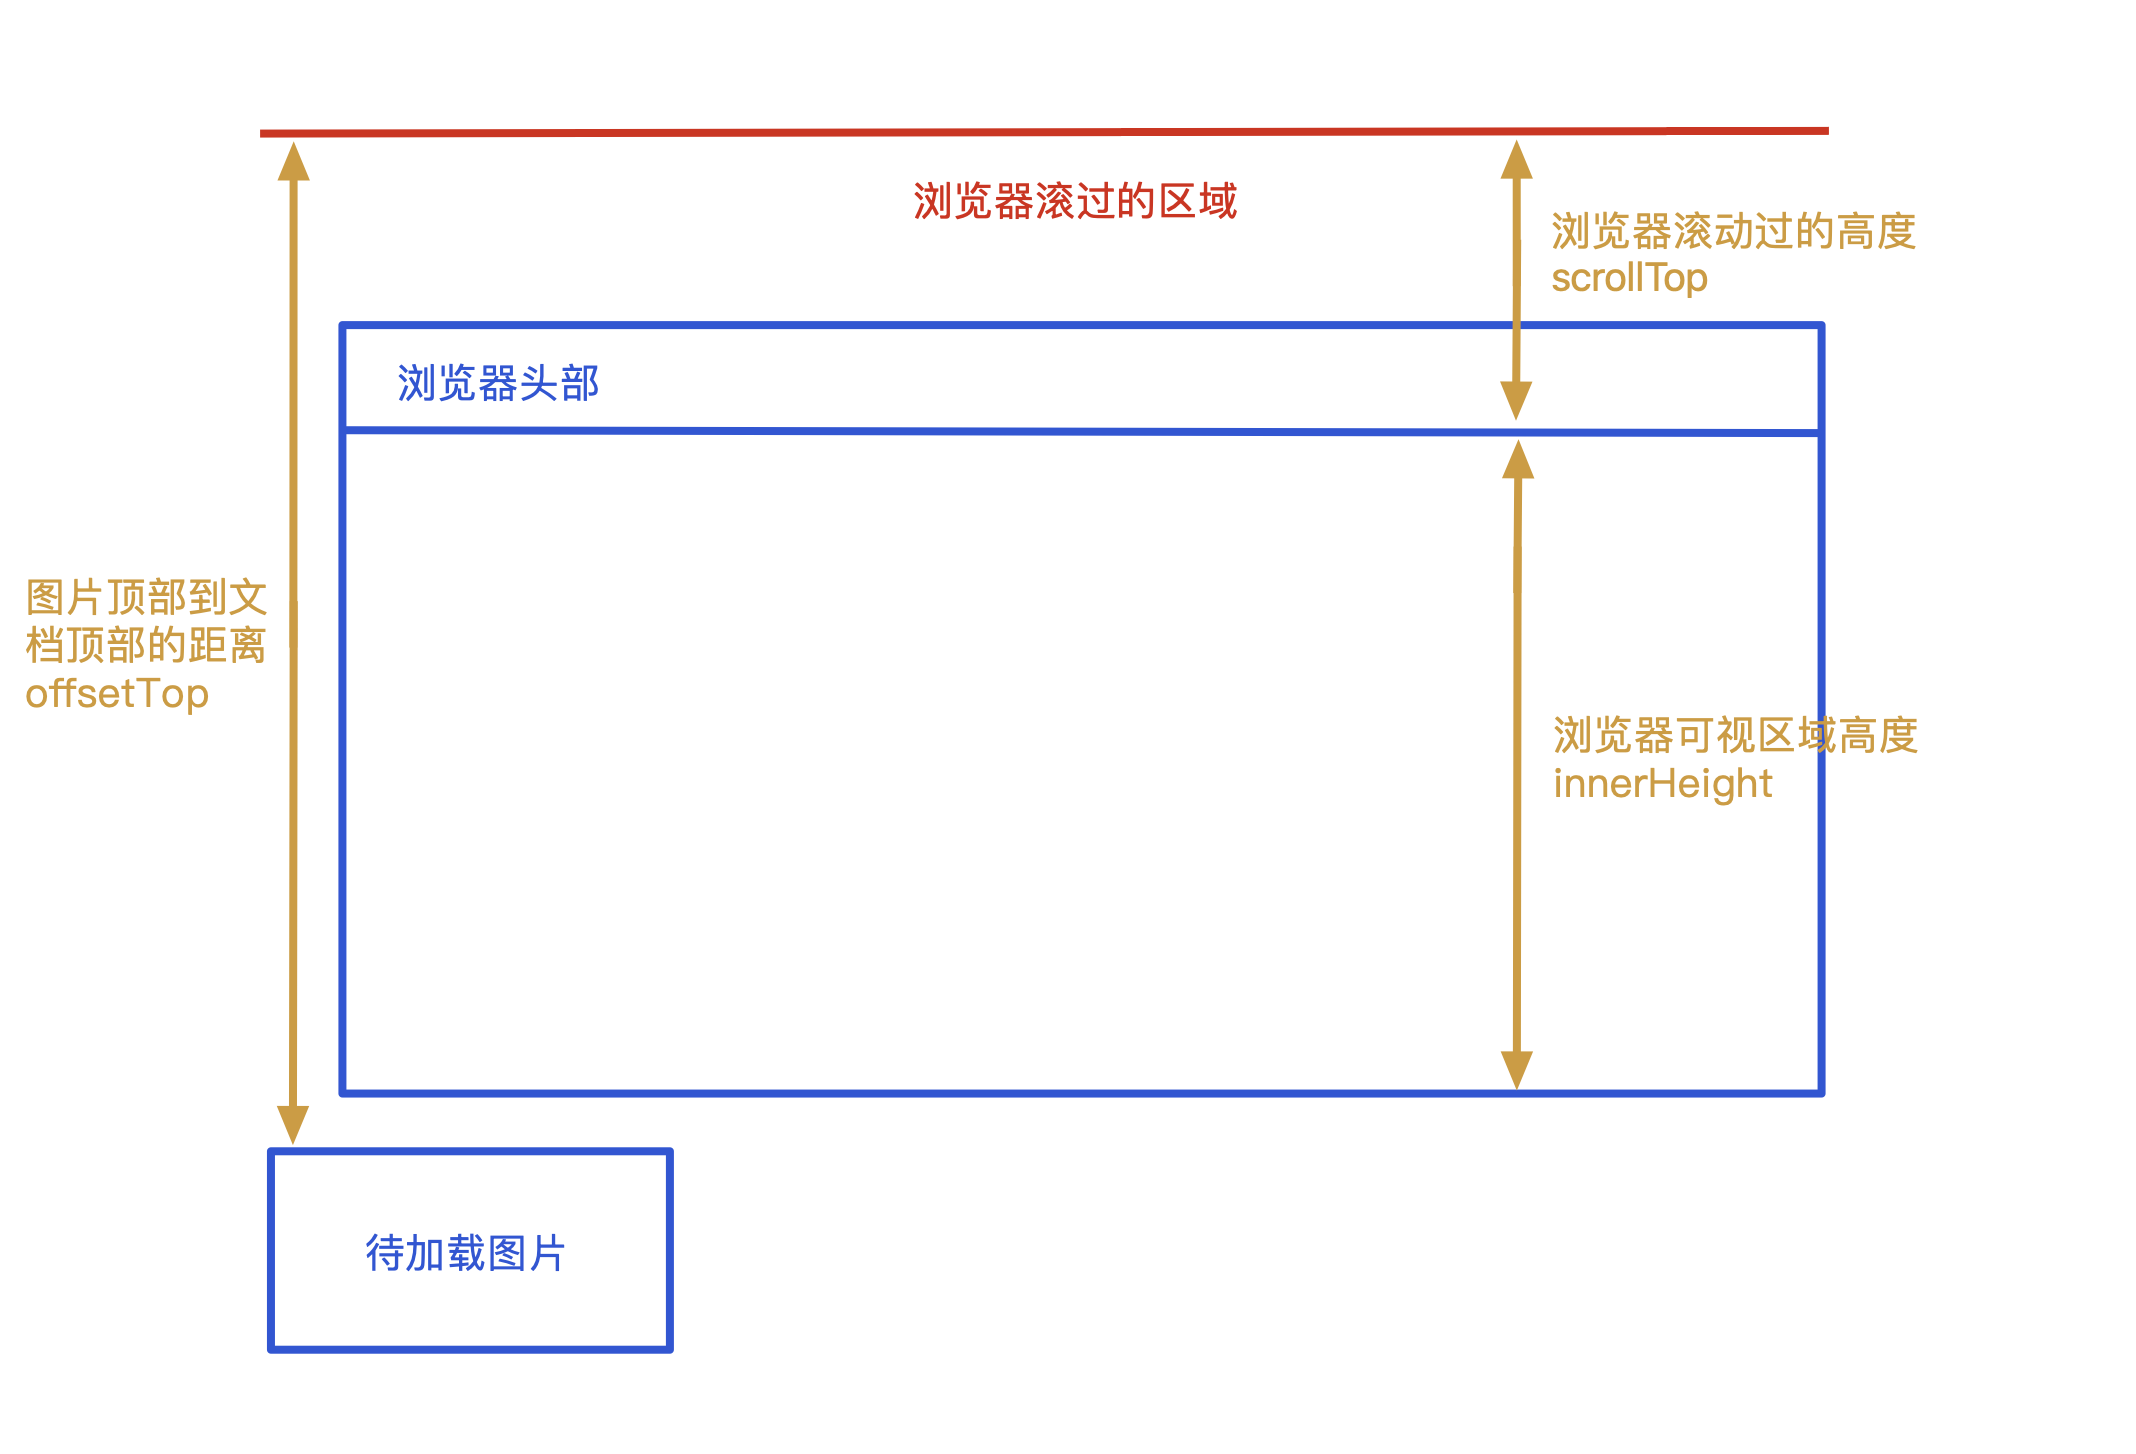 浏览器滚过的区域
浏览器滚动过的高度
scrollTop
浏览器头部
图片顶部到文
档顶部的距离
offsetTop
浏览器可视区域高度
innerHeight
待加载图片